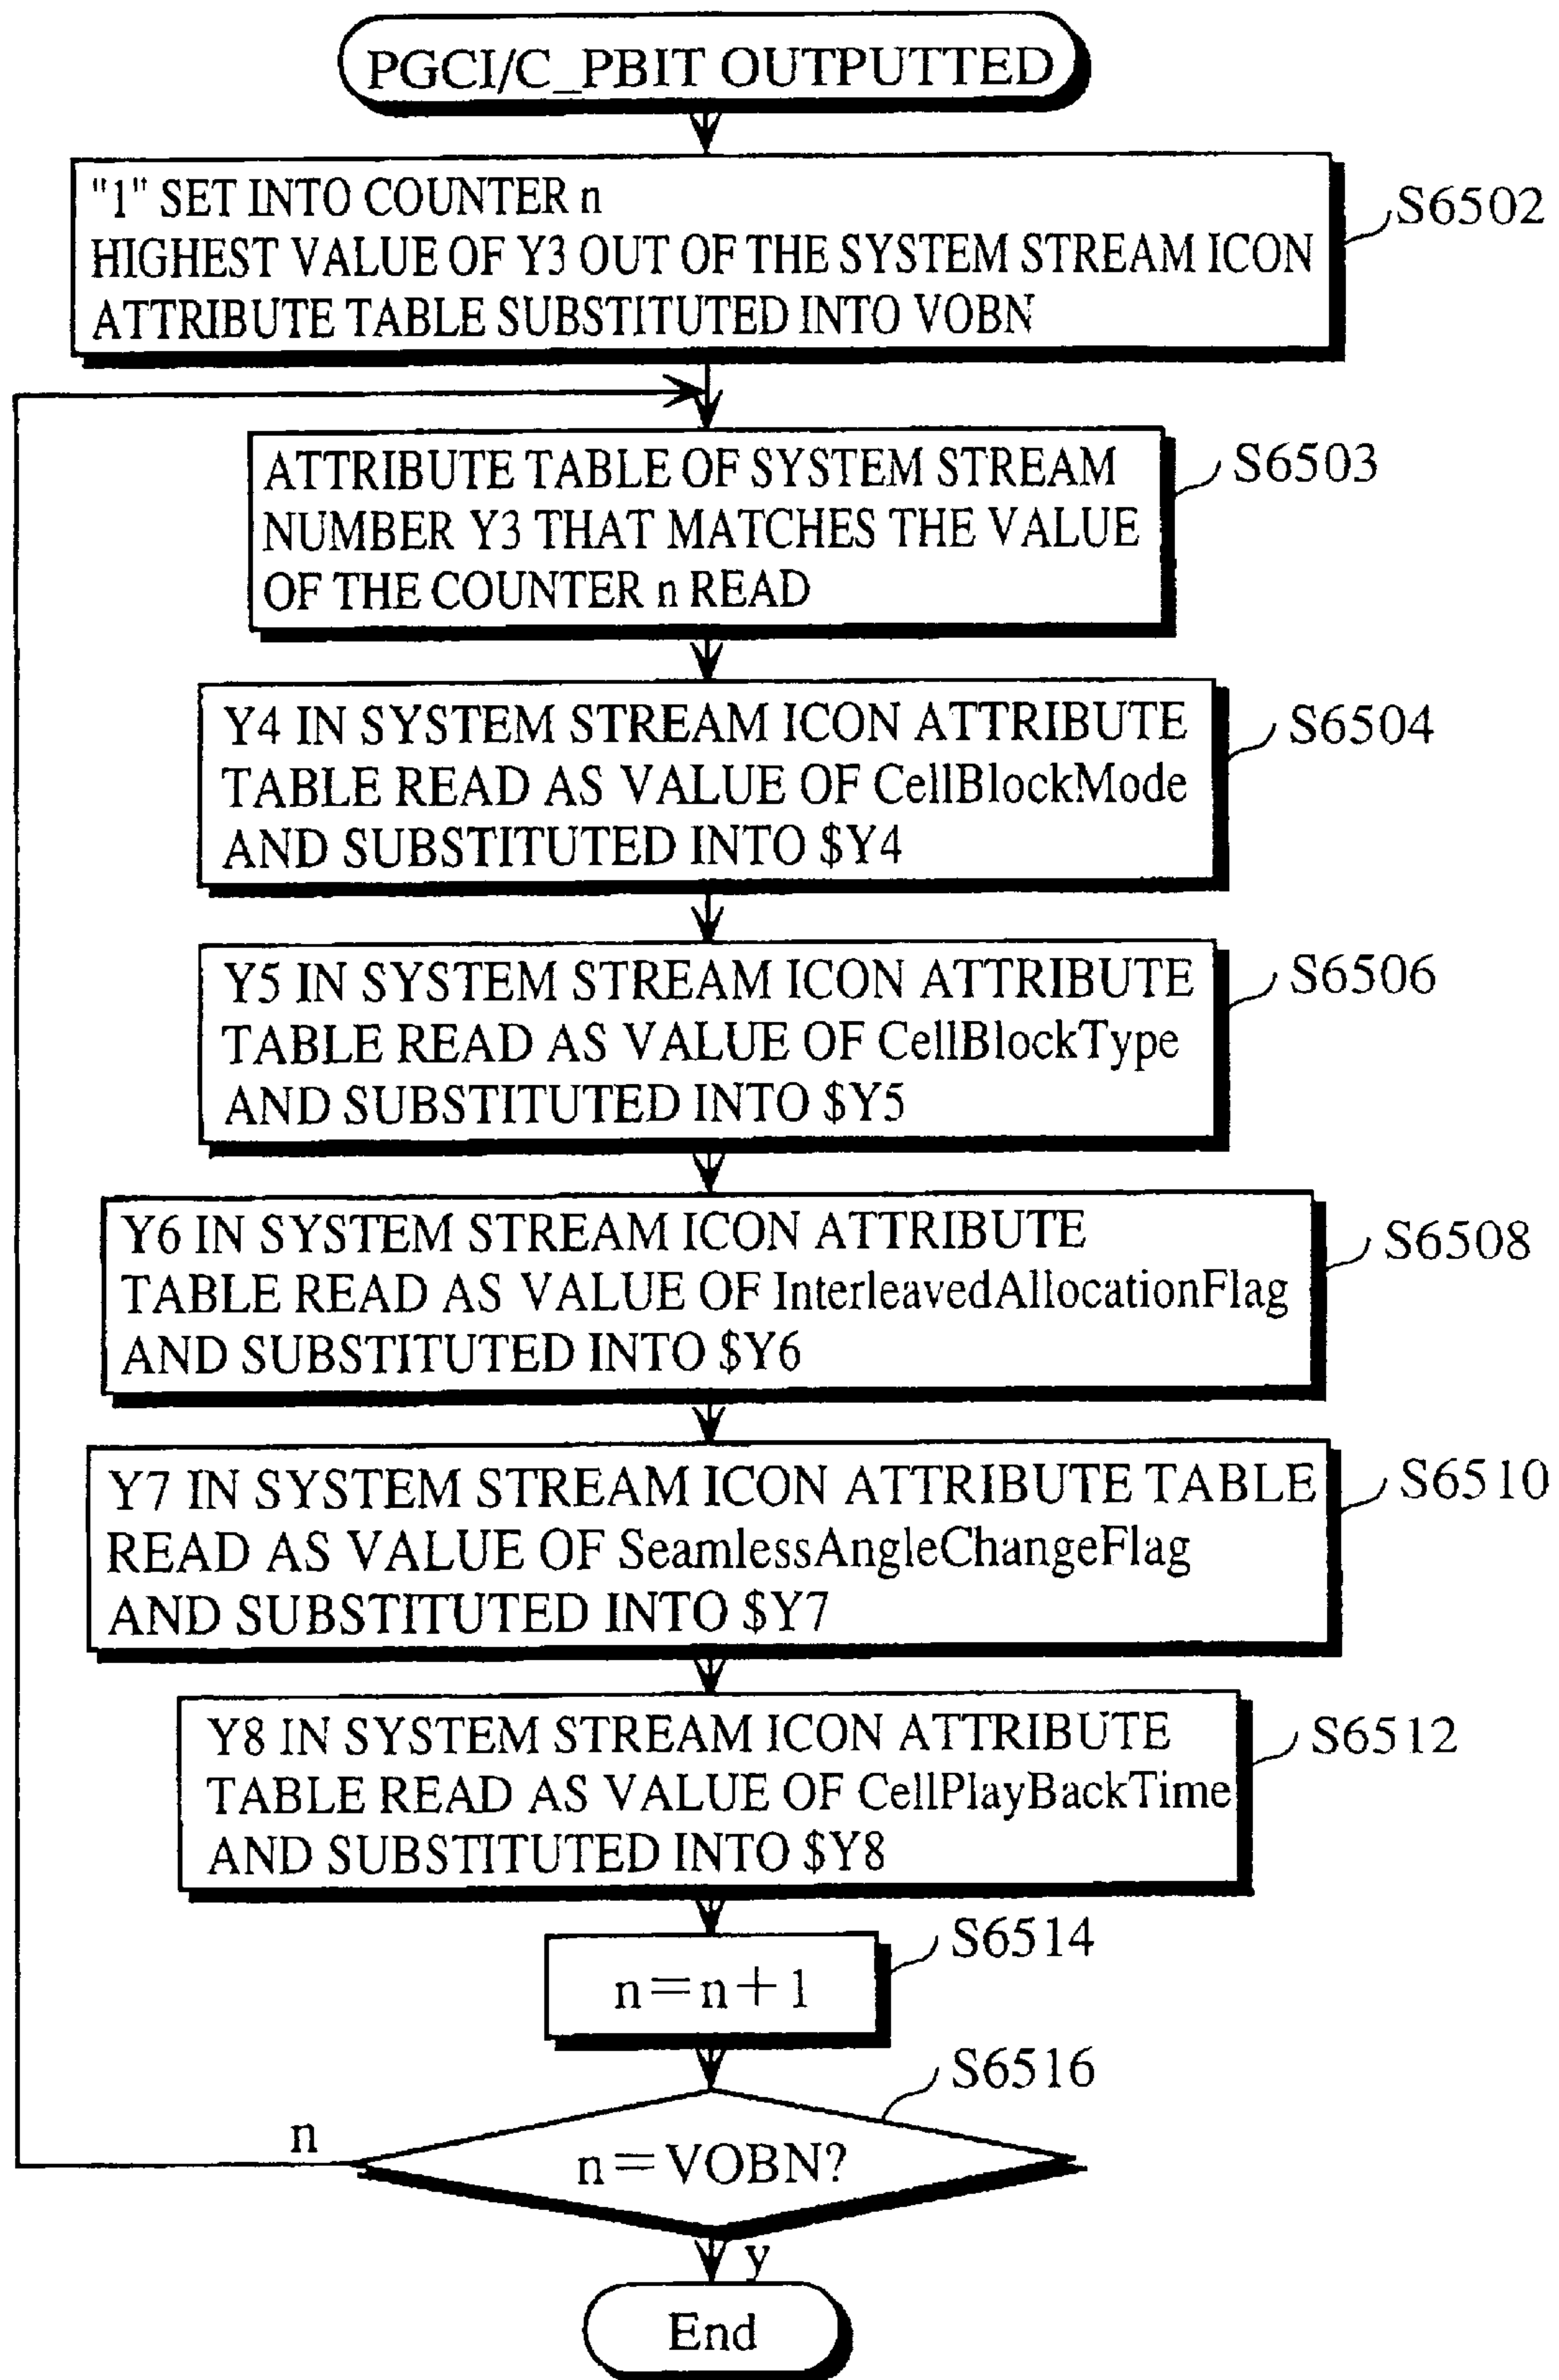 PGCI/C_PBIT OUTPUTTED
"1" SET INTO COUNTER n
HIGHEST VALUE OF Y3 OUT OF THE SYSTEM STREAM ICON
ATTRIBUTE TABLE SUBSTITUTED INTO VOBN
S6502
ATTRIBUTE TABLE OF SYSTEM STREAM
NUMBER Y3 THAT MATCHES THE VALUE
OF THE COUNTER n READ
S6503
Y4 IN SYSTEM STREAM ICON ATTRIBUTE
TABLE READ AS VALUE OF CellBlockMode
AND SUBSTITUTED INTO $Y4
S6504
Y5 IN SYSTEM STREAM ICON ATTRIBUTE
TABLE READ AS VALUE OF CellBlockType
AND SUBSTITUTED INTO $Y5
S6506
Y6 IN SYSTEM STREAM ICON ATTRIBUTE
TABLE READ AS VALUE OF InterleavedAllocationFlag
AND SUBSTITUTED INTO $Y6
S6508
Y7 IN SYSTEM STREAM ICON ATTRIBUTE TABLE
READ AS VALUE OF SeamlessAngleChangeFlag
AND SUBSTITUTED INTO $Y7
S6510
Y8 IN SYSTEM STREAM ICON ATTRIBUTE
TABLE READ AS VALUE OF CellPlayBackTime
AND SUBSTITUTED INTO $Y8
S6512
n=n+1
S6514
n=VOBN?
S6516
n
y
End